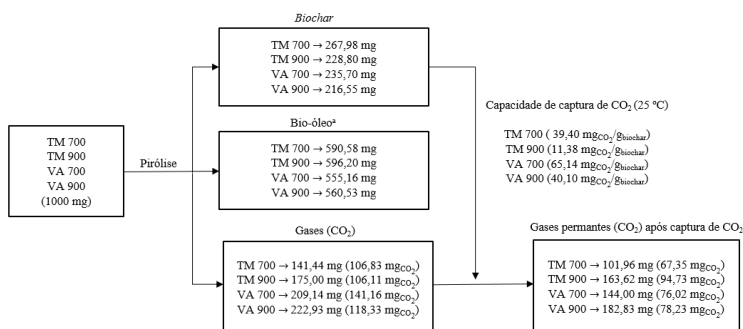 Biochar
TM 700 → 267,98 mg
TM 900 → 228,80 mg
VA 700 → 235,70 mg
VA 900 → 216,55 mg
Capacidade de captura de CO₂ (25 ºC)
TM 700 ( 39,40 mgCO₂/gbiochar)
TM 900 (11,38 mgCO₂/gbiochar)
VA 700 (65,14 mgCO₂/gbiochar)
VA 900 (40,10 mgCO₂/gbiochar)
TM 700
TM 900
VA 700
VA 900
(1000 mg)
Pirólise
Bio-óleoᵃ
TM 700 → 590,58 mg
TM 900 → 596,20 mg
VA 700 → 555,16 mg
VA 900 → 560,53 mg
Gases (CO₂)
TM 700 → 141,44 mg (106,83 mgCO₂)
TM 900 → 175,00 mg (106,11 mgCO₂)
VA 700 → 209,14 mg (141,16 mgCO₂)
VA 900 → 222,93 mg (118,33 mgCO₂)
Gases permantes (CO₂) após captura de CO₂
TM 700 → 101,96 mg (67,35 mgCO₂)
TM 900 → 163,62 mg (94,73 mgCO₂)
VA 700 → 144,00 mg (76,02 mgCO₂)
VA 900 → 182,83 mg (78,23 mgCO₂)